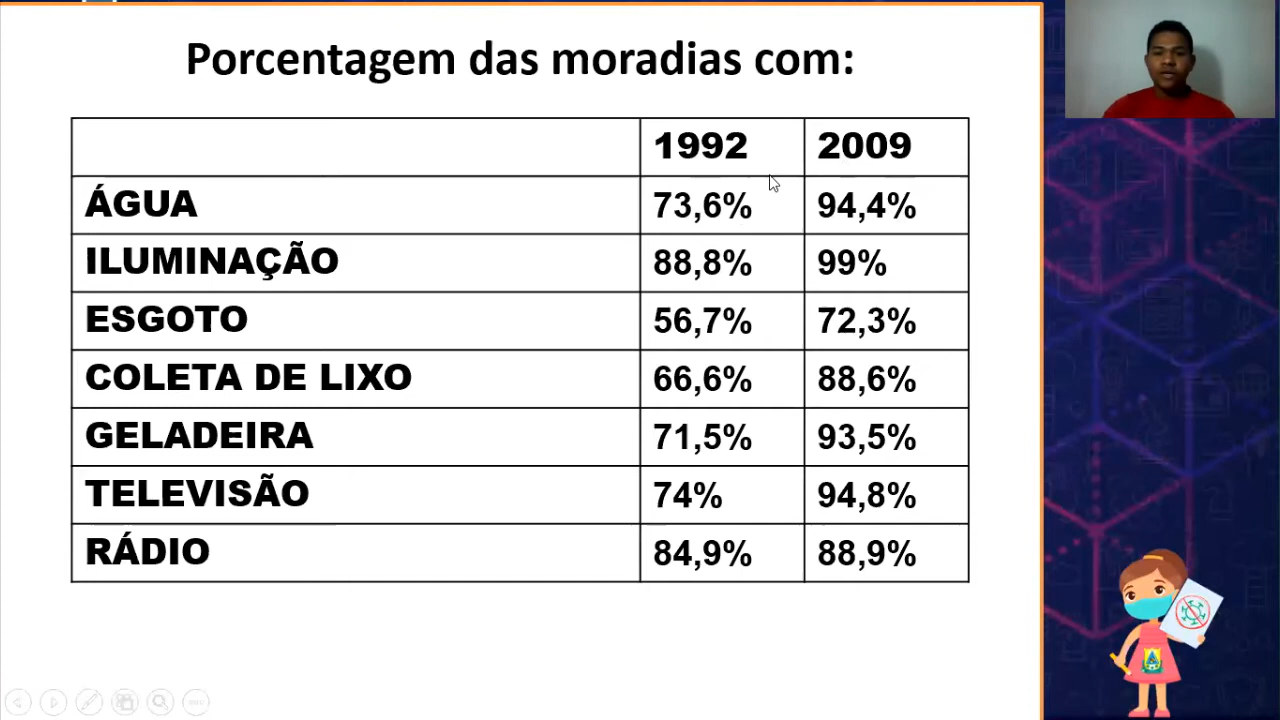 Porcentagem das moradias com:
1992 2009
ÁGUA 73,6% 94,4%
ILUMINAÇÃO 88,8% 99%
ESGOTO 56,7% 72,3%
COLETA DE LIXO 66,6% 88,6%
GELADEIRA 71,5% 93,5%
TELEVISÃO 74% 94,8%
RÁDIO 84,9% 88,9%